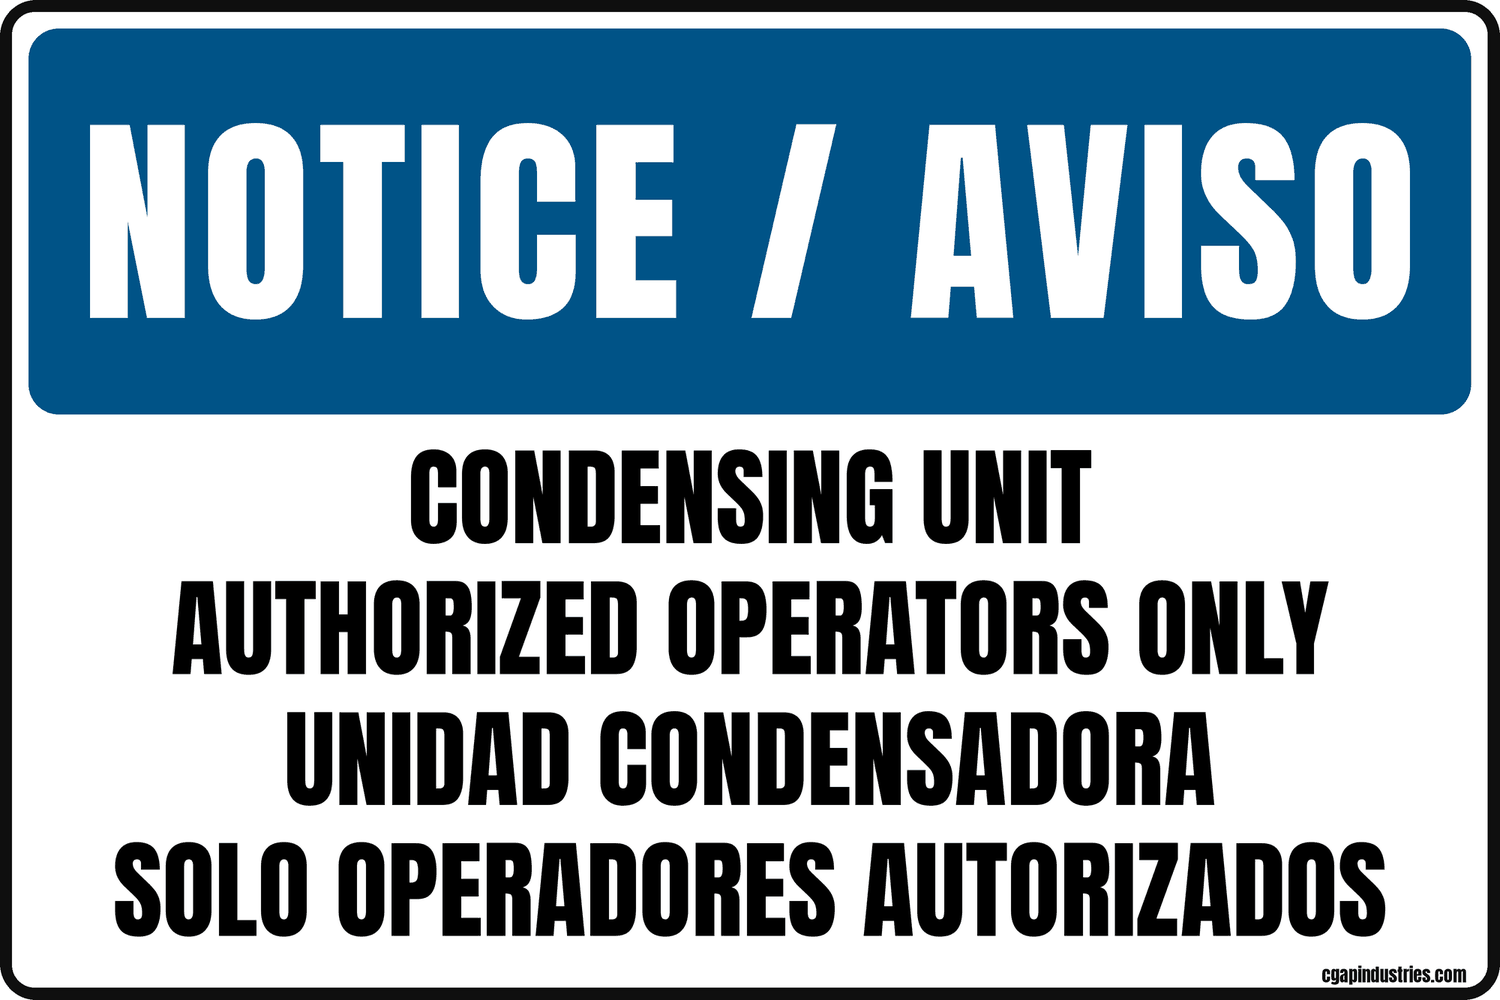 NOTICE / AVISO
CONDENSING UNIT
AUTHORIZED OPERATORS ONLY
UNIDAD CONDENSADORA
SOLO OPERADORES AUTORIZADOS
cgapindustries.com